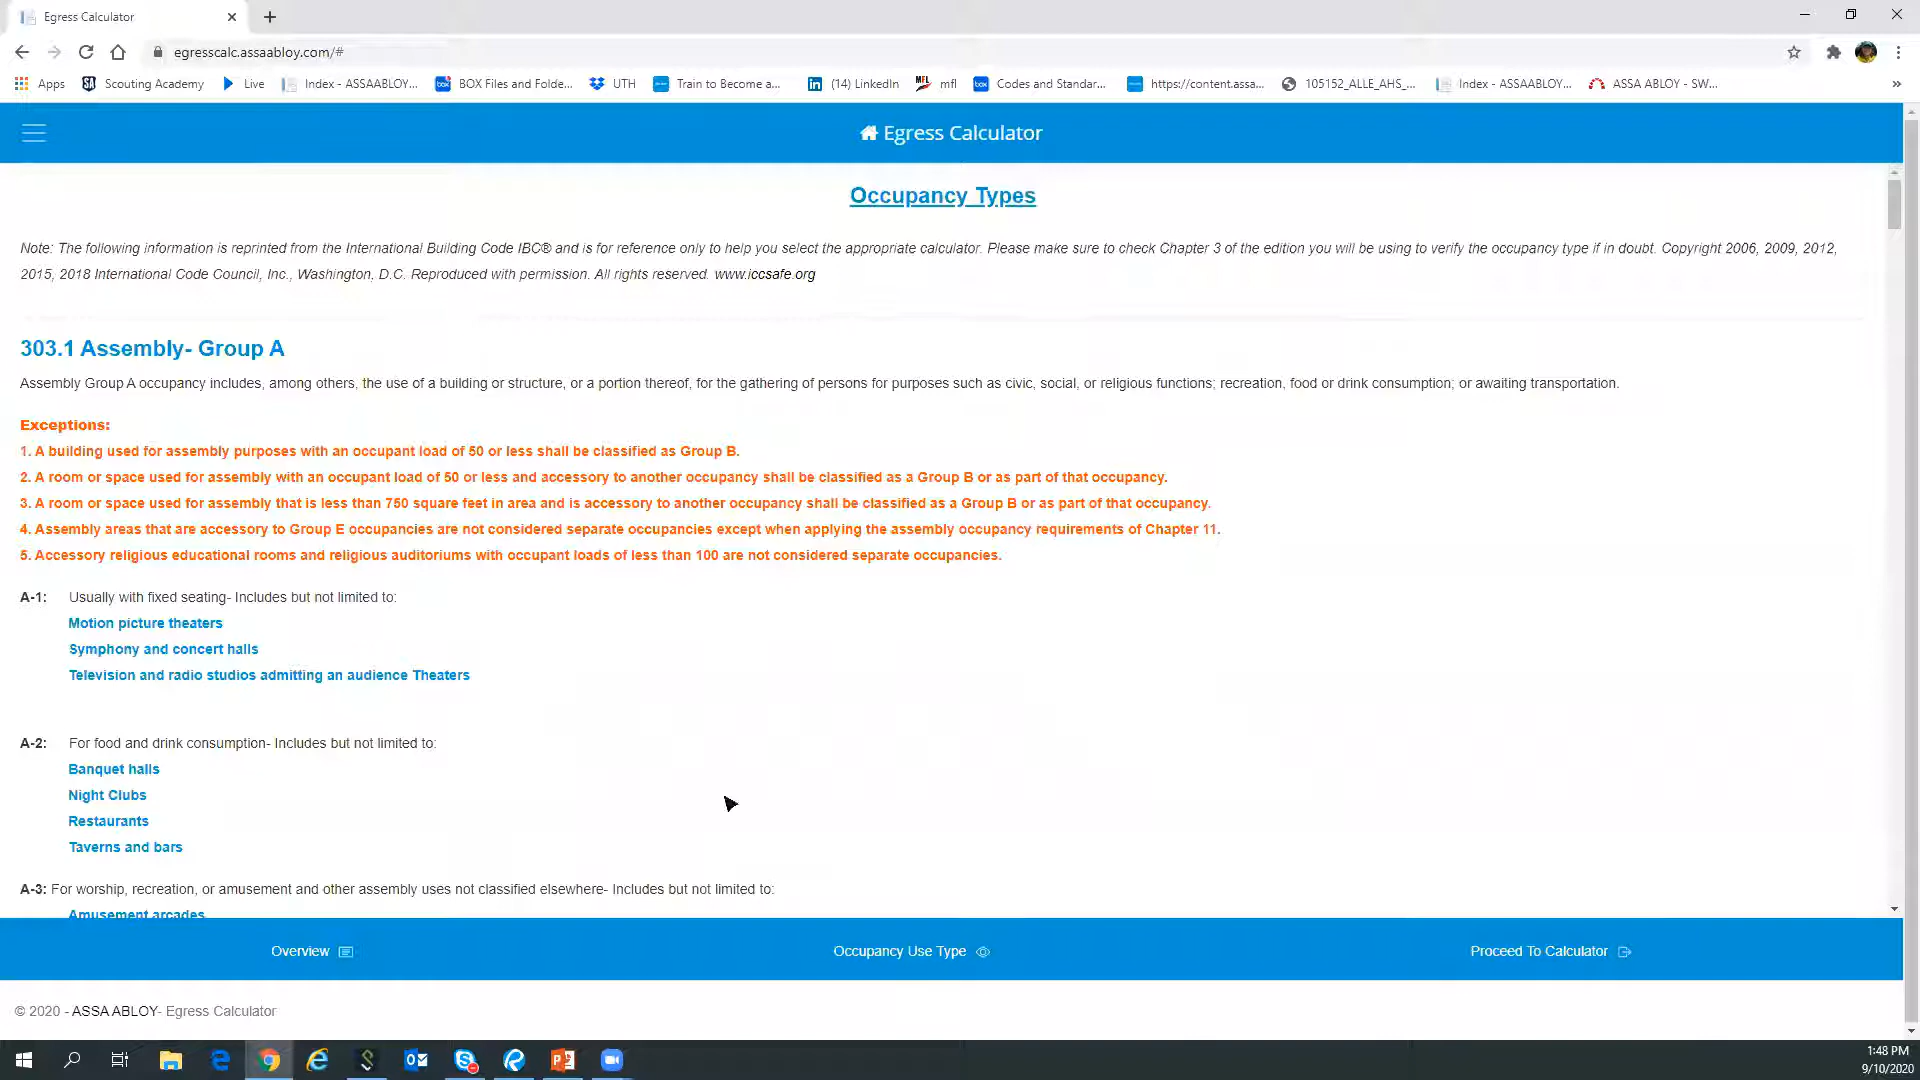 Egress Calculator
egresscalc.assaabloy.com/#
Apps
Scouting Academy
Live
Index - ASSAABLOY...
BOX Files and Folde...
UTH
Train to Become a...
(14) LinkedIn
mfl
Codes and Standar...
https://content.assa...
105152_ALLE_AHS_...
Index - ASSAABLOY...
ASSA ABLOY - SW...
»
Egress Calculator
Occupancy Types
Note: The following information is reprinted from the International Building Code IBC® and is for reference only to help you select the appropriate calculator. Please make sure to check Chapter 3 of the edition you will be using to verify the occupancy type if in doubt. Copyright 2006, 2009, 2012,
2015, 2018 International Code Council, Inc., Washington, D.C. Reproduced with permission. All rights reserved. www.iccsafe.org
303.1 Assembly- Group A
Assembly Group A occupancy includes, among others, the use of a building or structure, or a portion thereof, for the gathering of persons for purposes such as civic, social, or religious functions; recreation, food or drink consumption; or awaiting transportation.
Exceptions:
1. A building used for assembly purposes with an occupant load of 50 or less shall be classified as Group B.
2. A room or space used for assembly with an occupant load of 50 or less and accessory to another occupancy shall be classified as a Group B or as part of that occupancy.
3. A room or space used for assembly that is less than 750 square feet in area and is accessory to another occupancy shall be classified as a Group B or as part of that occupancy.
4. Assembly areas that are accessory to Group E occupancies are not considered separate occupancies except when applying the assembly occupancy requirements of Chapter 11.
5. Accessory religious educational rooms and religious auditoriums with occupant loads of less than 100 are not considered separate occupancies.
A-1: Usually with fixed seating- Includes but not limited to:
Motion picture theaters
Symphony and concert halls
Television and radio studios admitting an audience Theaters
A-2: For food and drink consumption- Includes but not limited to:
Banquet halls
Night Clubs
Restaurants
Taverns and bars
A-3: For worship, recreation, or amusement and other assembly uses not classified elsewhere- Includes but not limited to:
Amusement arcades
Overview
Occupancy Use Type
Proceed To Calculator
© 2020 - ASSA ABLOY- Egress Calculator
1:48 PM
9/10/2020